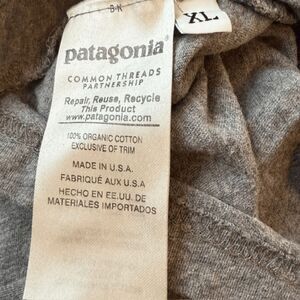 BN
XL
patagonia®
COMMON THREADS
PARTNERSHIP
Repair, Reuse, Recycle
This Product
www.patagonia.com
100% ORGANIC COTTON
EXCLUSIVE OF TRIM
MADE IN U.S.A.
FABRIQUÉ AUX U.S.A
HECHO EN EE.UU. DE
MATERIALES IMPORTADOS